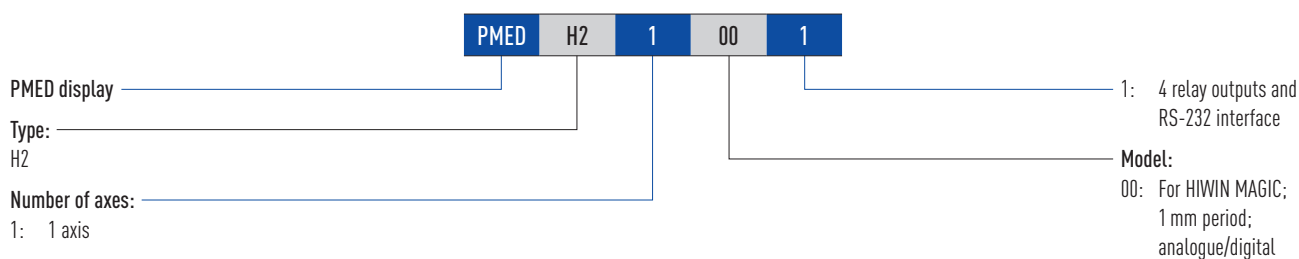 PMED H2 1 00 1
PMED display
Type:
H2
Number of axes:
1: 1 axis
1: 4 relay outputs and
RS-232 interface
Model:
00: For HIWIN MAGIC;
1 mm period;
analogue/digital